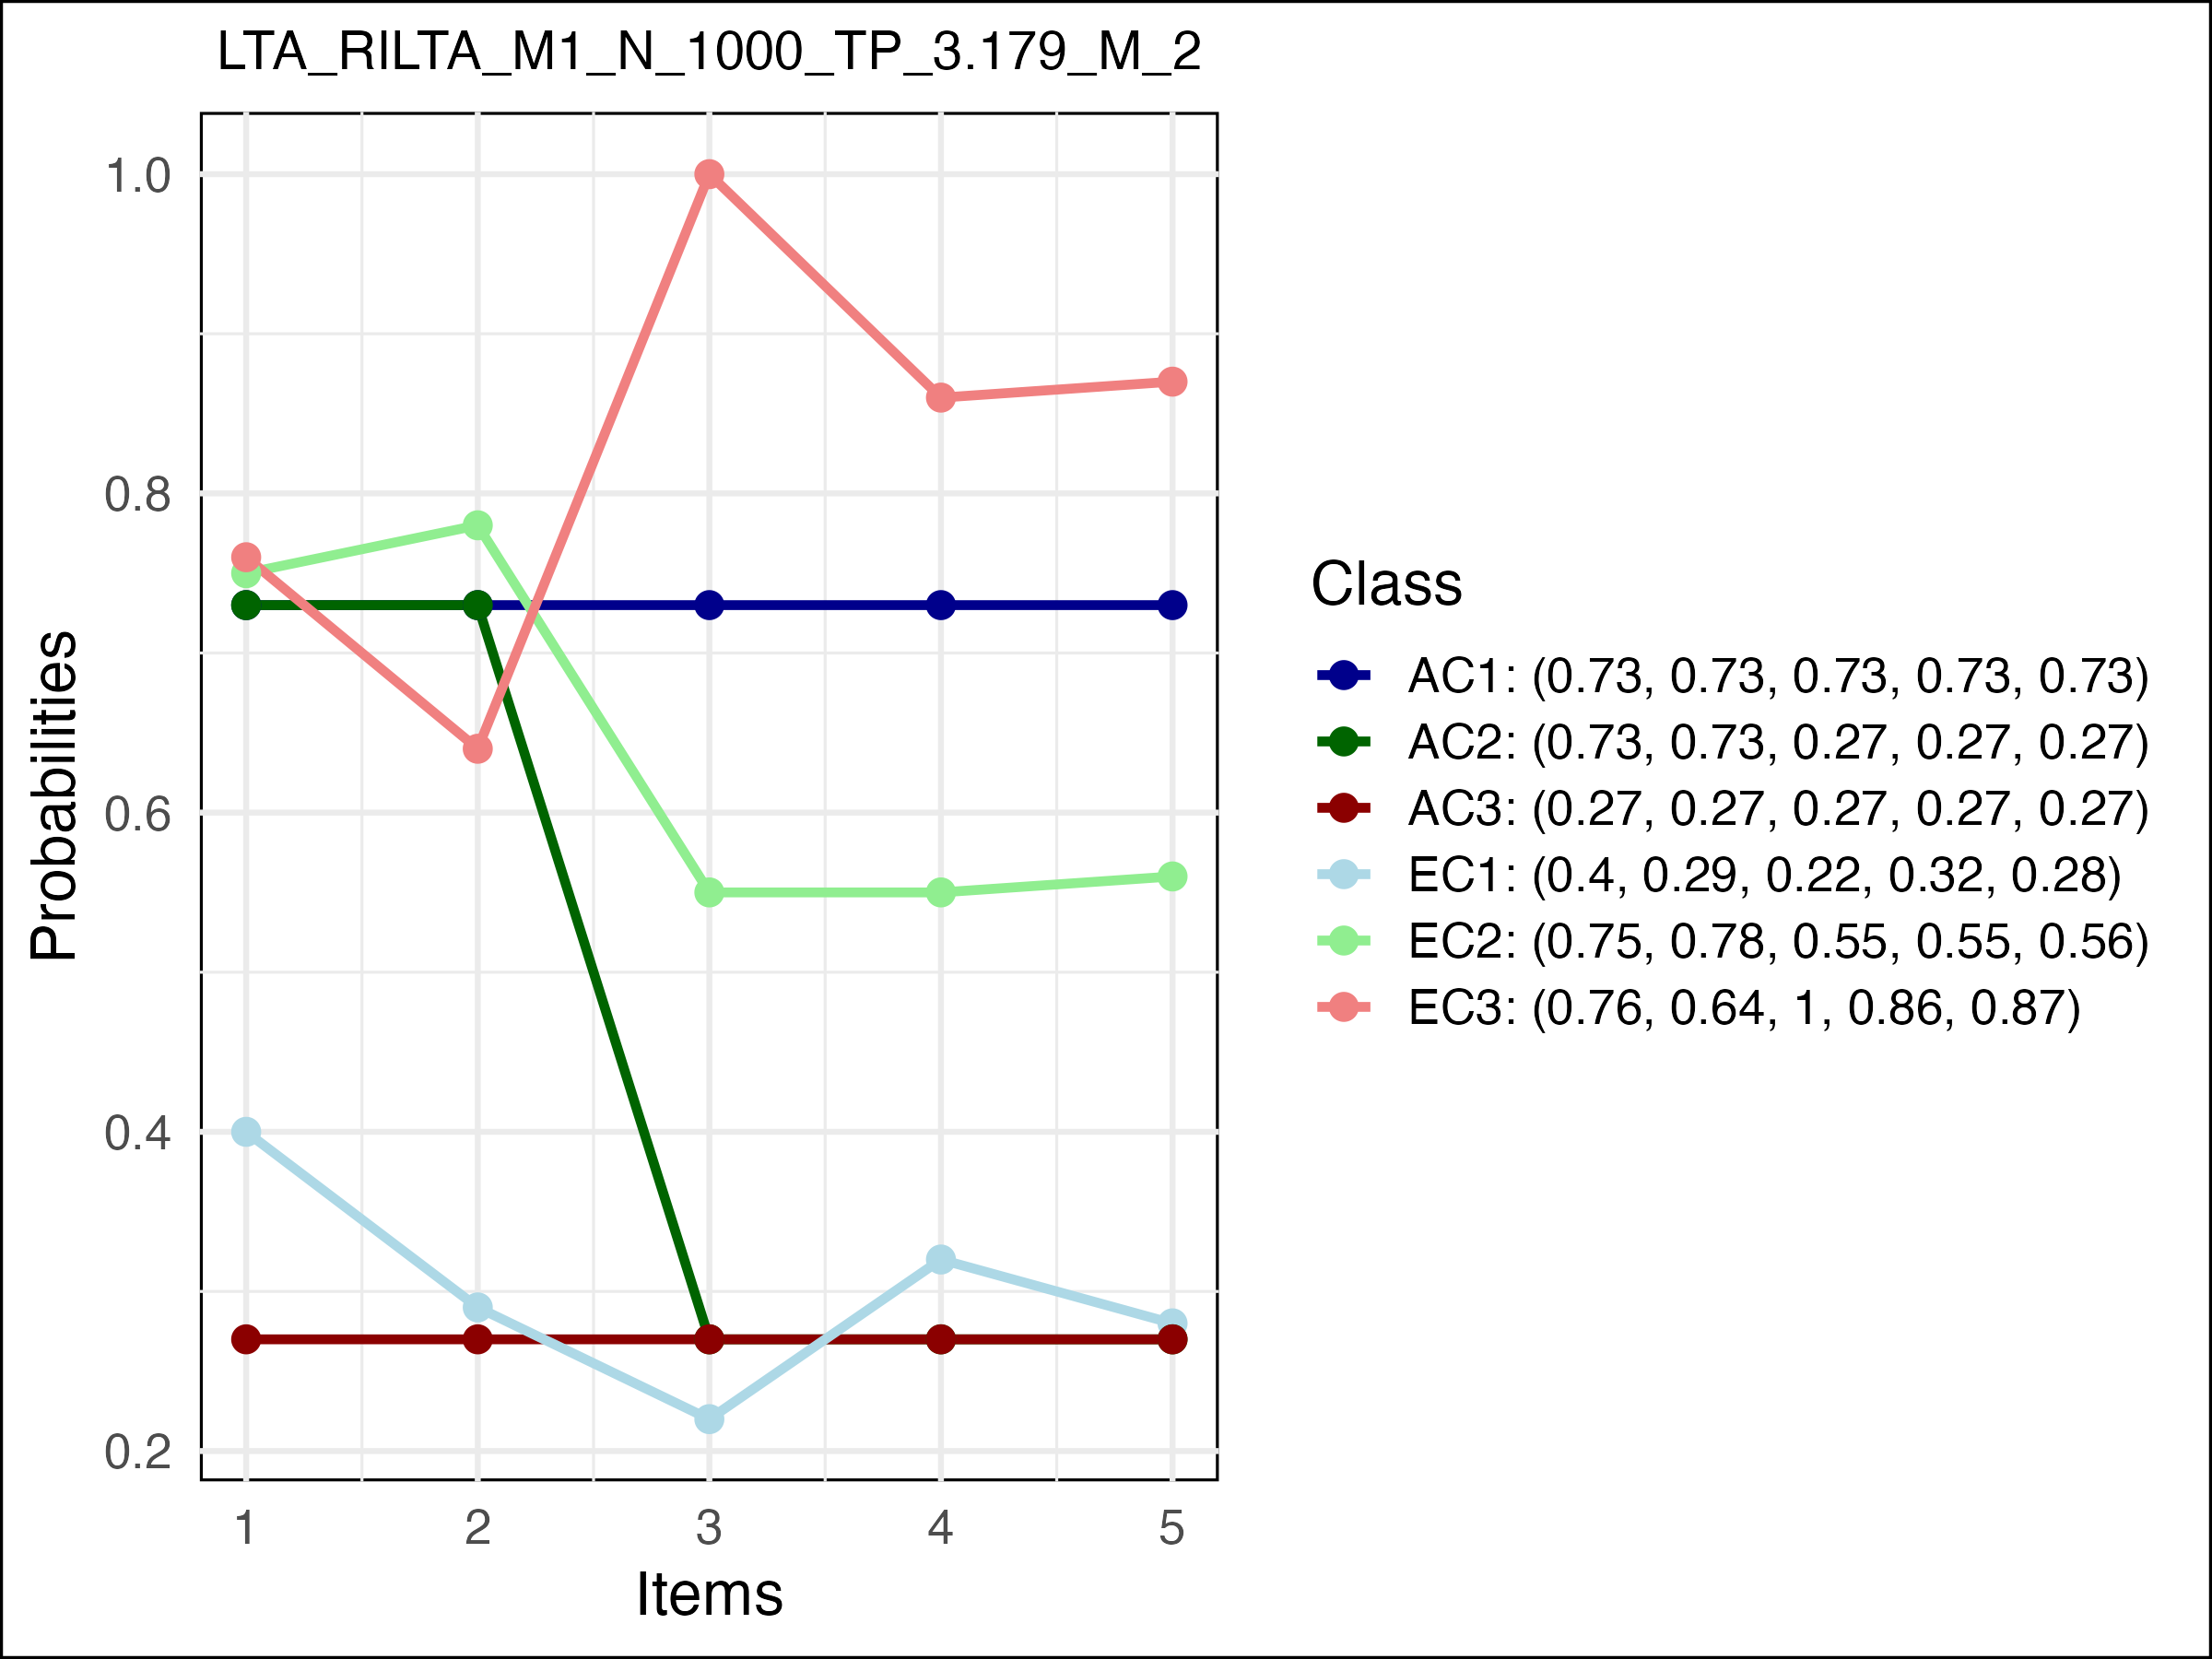 LTA_RILTA_M1_N_1000_TP_3.179_M_2
1.0
0.8
0.6
0.4
0.2
Probabilities
1 2 3 4 5
Items
Class
AC1: (0.73, 0.73, 0.73, 0.73, 0.73)
AC2: (0.73, 0.73, 0.27, 0.27, 0.27)
AC3: (0.27, 0.27, 0.27, 0.27, 0.27)
EC1: (0.4, 0.29, 0.22, 0.32, 0.28)
EC2: (0.75, 0.78, 0.55, 0.55, 0.56)
EC3: (0.76, 0.64, 1, 0.86, 0.87)